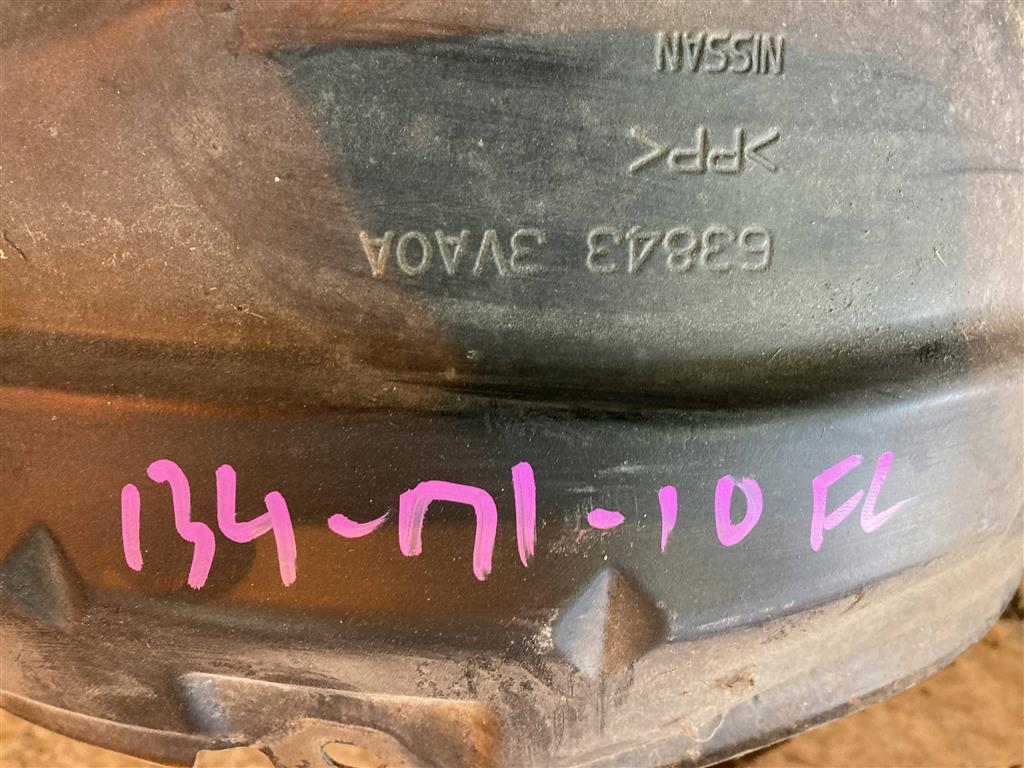 NISSAN
>PP<
63843 3VA0A
134-71-10 FL